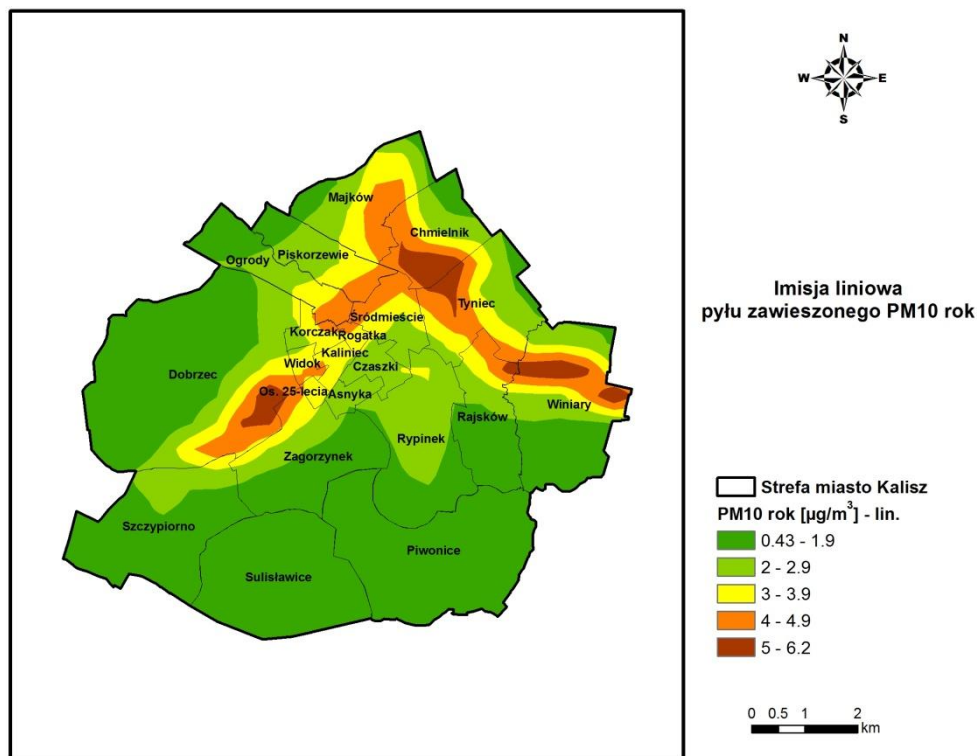 N
W E
S
Imisja liniowa
pyłu zawieszonego PM10 rok
Majków
Chmielnik
Piskorzewie
Ogrody
Tyniec
Śródmieście
Korczak
Rogatka
Kaliniec
Widok
Czaszki
Dobrzec
Os. 25-lecia
Asnyka
Winiary
Rajsków
Rypinek
Zagorzynek
Szczypiorno
Piwonice
Sulisławice
Strefa miasto Kalisz
PM10 rok [µg/m³] - lin.
0.43 - 1.9
2 - 2.9
3 - 3.9
4 - 4.9
5 - 6.2
0 0.5 1 2
km